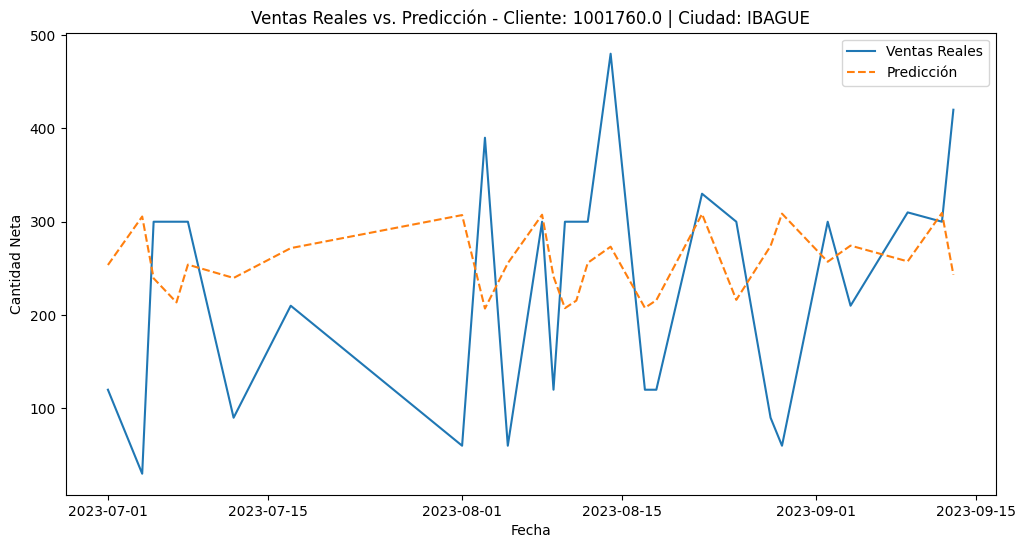 Ventas Reales vs. Predicción - Cliente: 1001760.0 | Ciudad: IBAGUE
Ventas Reales
Predicción
500
400
300
200
100
Cantidad Neta
2023-07-01
2023-07-15
2023-08-01
2023-08-15
2023-09-01
2023-09-15
Fecha